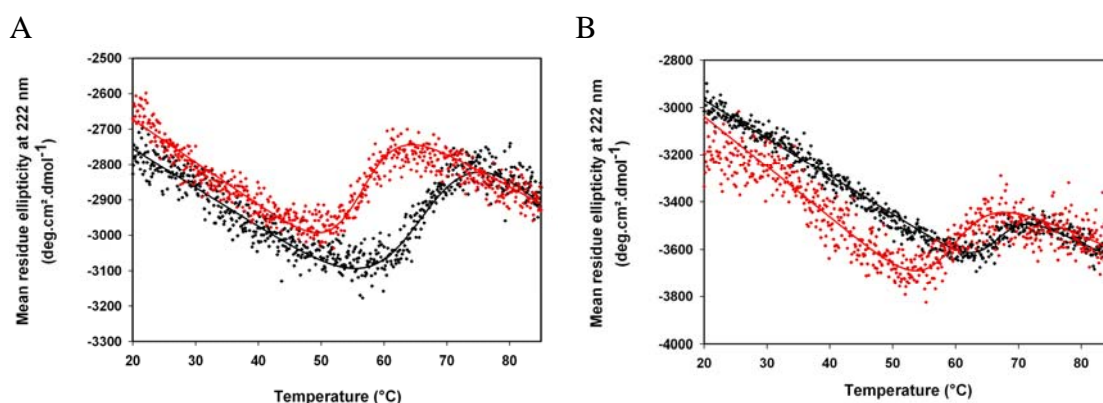 A
B
Mean residue ellipticity at 222 nm
(deg.cm².dmol⁻¹)
-2500
-2600
-2700
-2800
-2900
-3000
-3100
-3200
-3300
20 30 40 50 60 70 80
Temperature (°C)
Mean residue ellipticity at 222 nm
(deg.cm².dmol⁻¹)
-2800
-3000
-3200
-3400
-3600
-3800
-4000
20 30 40 50 60 70 80
Temperature (°C)